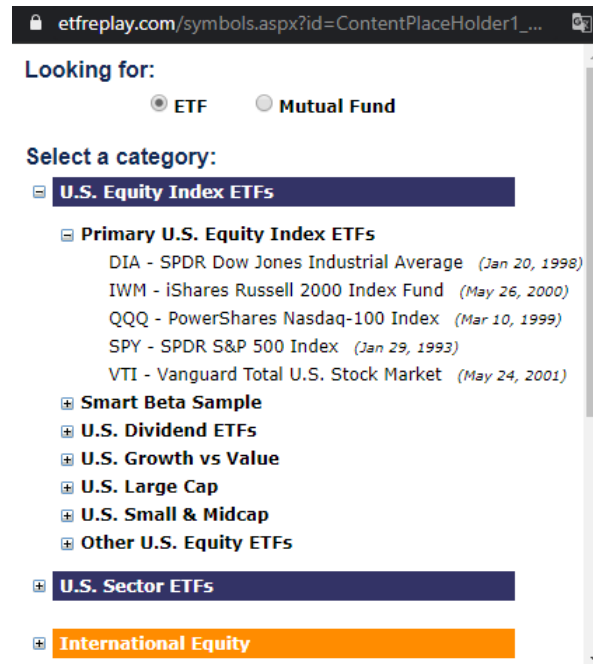 etfreplay.com/symbols.aspx?id=ContentPlaceHolder1_...
Looking for:
ETF Mutual Fund
Select a category:
U.S. Equity Index ETFs
Primary U.S. Equity Index ETFs
DIA - SPDR Dow Jones Industrial Average (Jan 20, 1998)
IWM - iShares Russell 2000 Index Fund (May 26, 2000)
QQQ - PowerShares Nasdaq-100 Index (Mar 10, 1999)
SPY - SPDR S&P 500 Index (Jan 29, 1993)
VTI - Vanguard Total U.S. Stock Market (May 24, 2001)
Smart Beta Sample
U.S. Dividend ETFs
U.S. Growth vs Value
U.S. Large Cap
U.S. Small & Midcap
Other U.S. Equity ETFs
U.S. Sector ETFs
International Equity